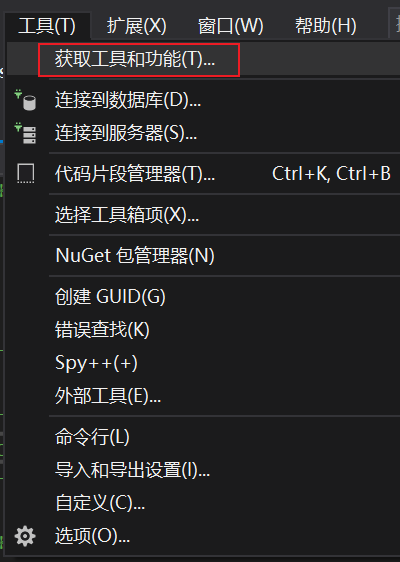 工具(T) 扩展(X) 窗口(W) 帮助(H)
获取工具和功能(T)...
连接到数据库(D)...
连接到服务器(S)...
代码片段管理器(T)... Ctrl+K, Ctrl+B
选择工具箱项(X)...
NuGet 包管理器(N)
创建 GUID(G)
错误查找(K)
Spy++(+)
外部工具(E)...
命令行(L)
导入和导出设置(I)...
自定义(C)...
选项(O)...